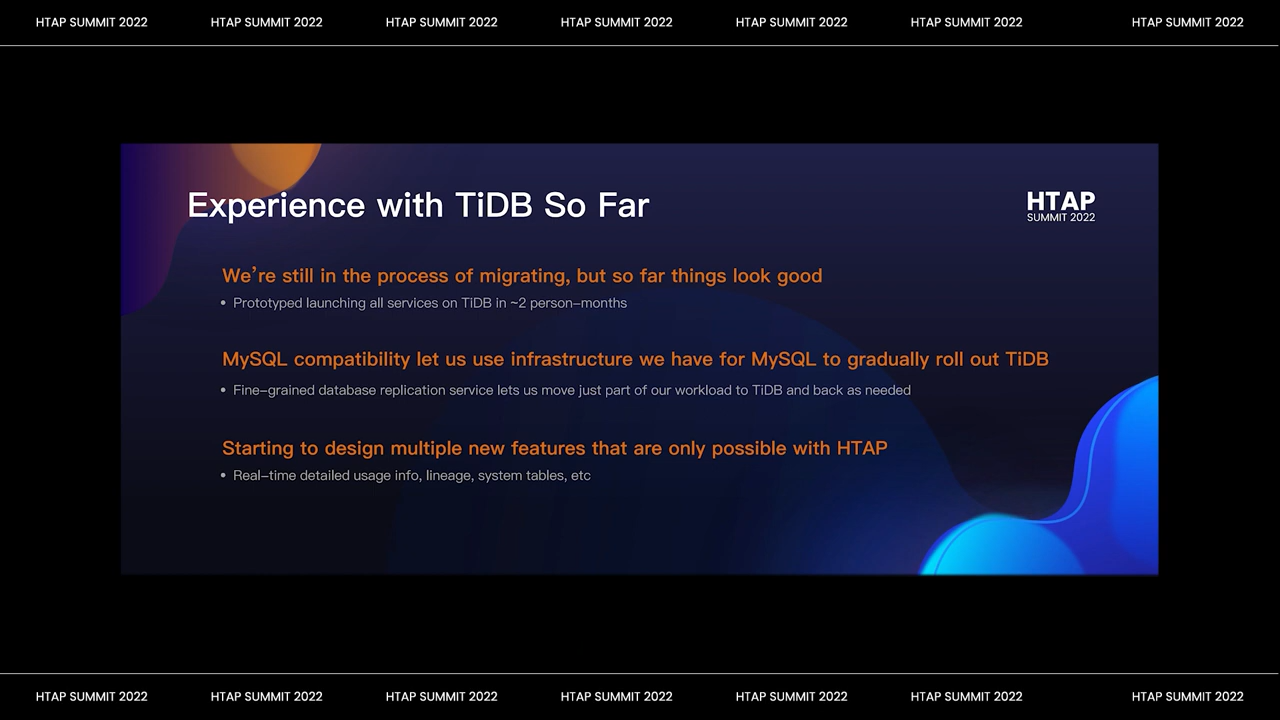 HTAP SUMMIT 2022 HTAP SUMMIT 2022 HTAP SUMMIT 2022 HTAP SUMMIT 2022 HTAP SUMMIT 2022 HTAP SUMMIT 2022 HTAP SUMMIT 2022
Experience with TiDB So Far
HTAP
SUMMIT 2022
We're still in the process of migrating, but so far things look good
• Prototyped launching all services on TiDB in ~2 person-months
MySQL compatibility let us use infrastructure we have for MySQL to gradually roll out TiDB
• Fine-grained database replication service lets us move just part of our workload to TiDB and back as needed
Starting to design multiple new features that are only possible with HTAP
• Real-time detailed usage info, lineage, system tables, etc
HTAP SUMMIT 2022 HTAP SUMMIT 2022 HTAP SUMMIT 2022 HTAP SUMMIT 2022 HTAP SUMMIT 2022 HTAP SUMMIT 2022 HTAP SUMMIT 2022